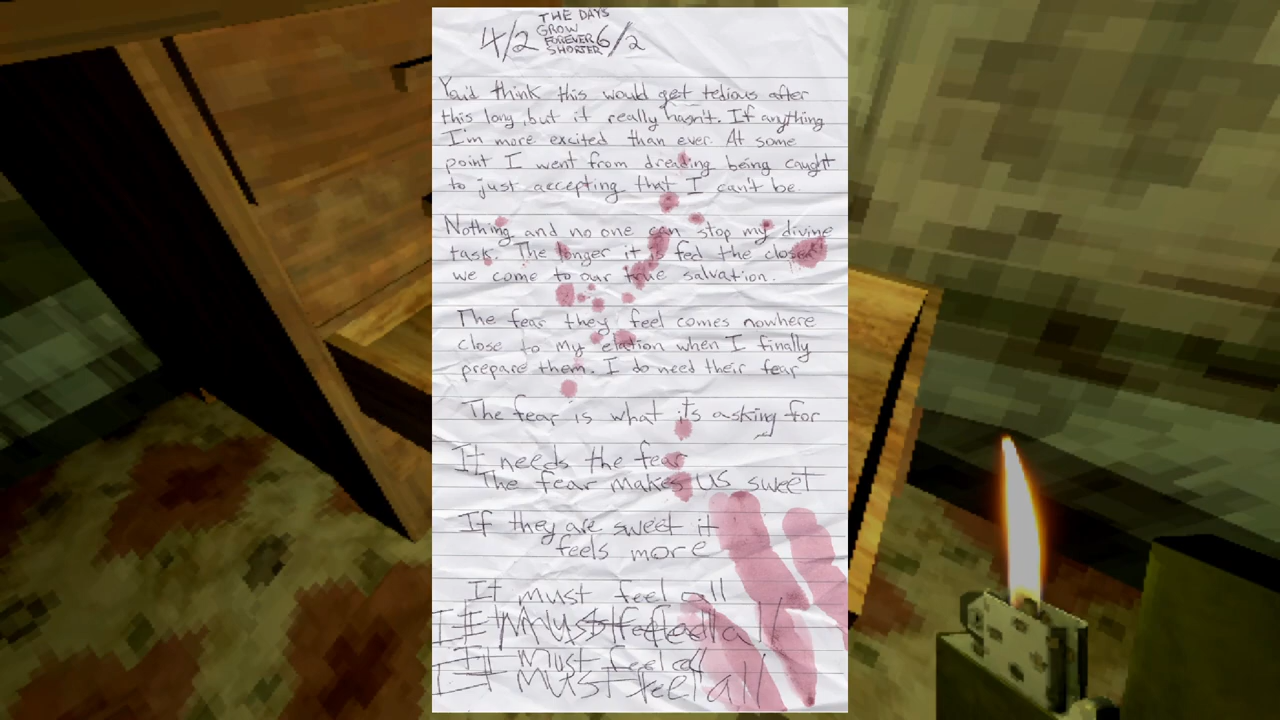 4/2 THE DAYS GROW FOREVER SHORTER 6/2
You'd think this would get tedious after
this long, but it really hasn't. If anything
I'm more excited than ever. At some
point I went from dreading being caught
to just accepting that I can't be.
Nothing and no one can stop my divine
task. The longer it is fed the closer
we come to our true salvation.
The fear they feel comes nowhere
close to my elation when I finally
prepare them. I do need their fear
The fear is what its asking for
It needs the fear
The fear makes US sweet
If they are sweet it
feels more
It must feel all
It Must feel all
It must feel all
It MUST feel all